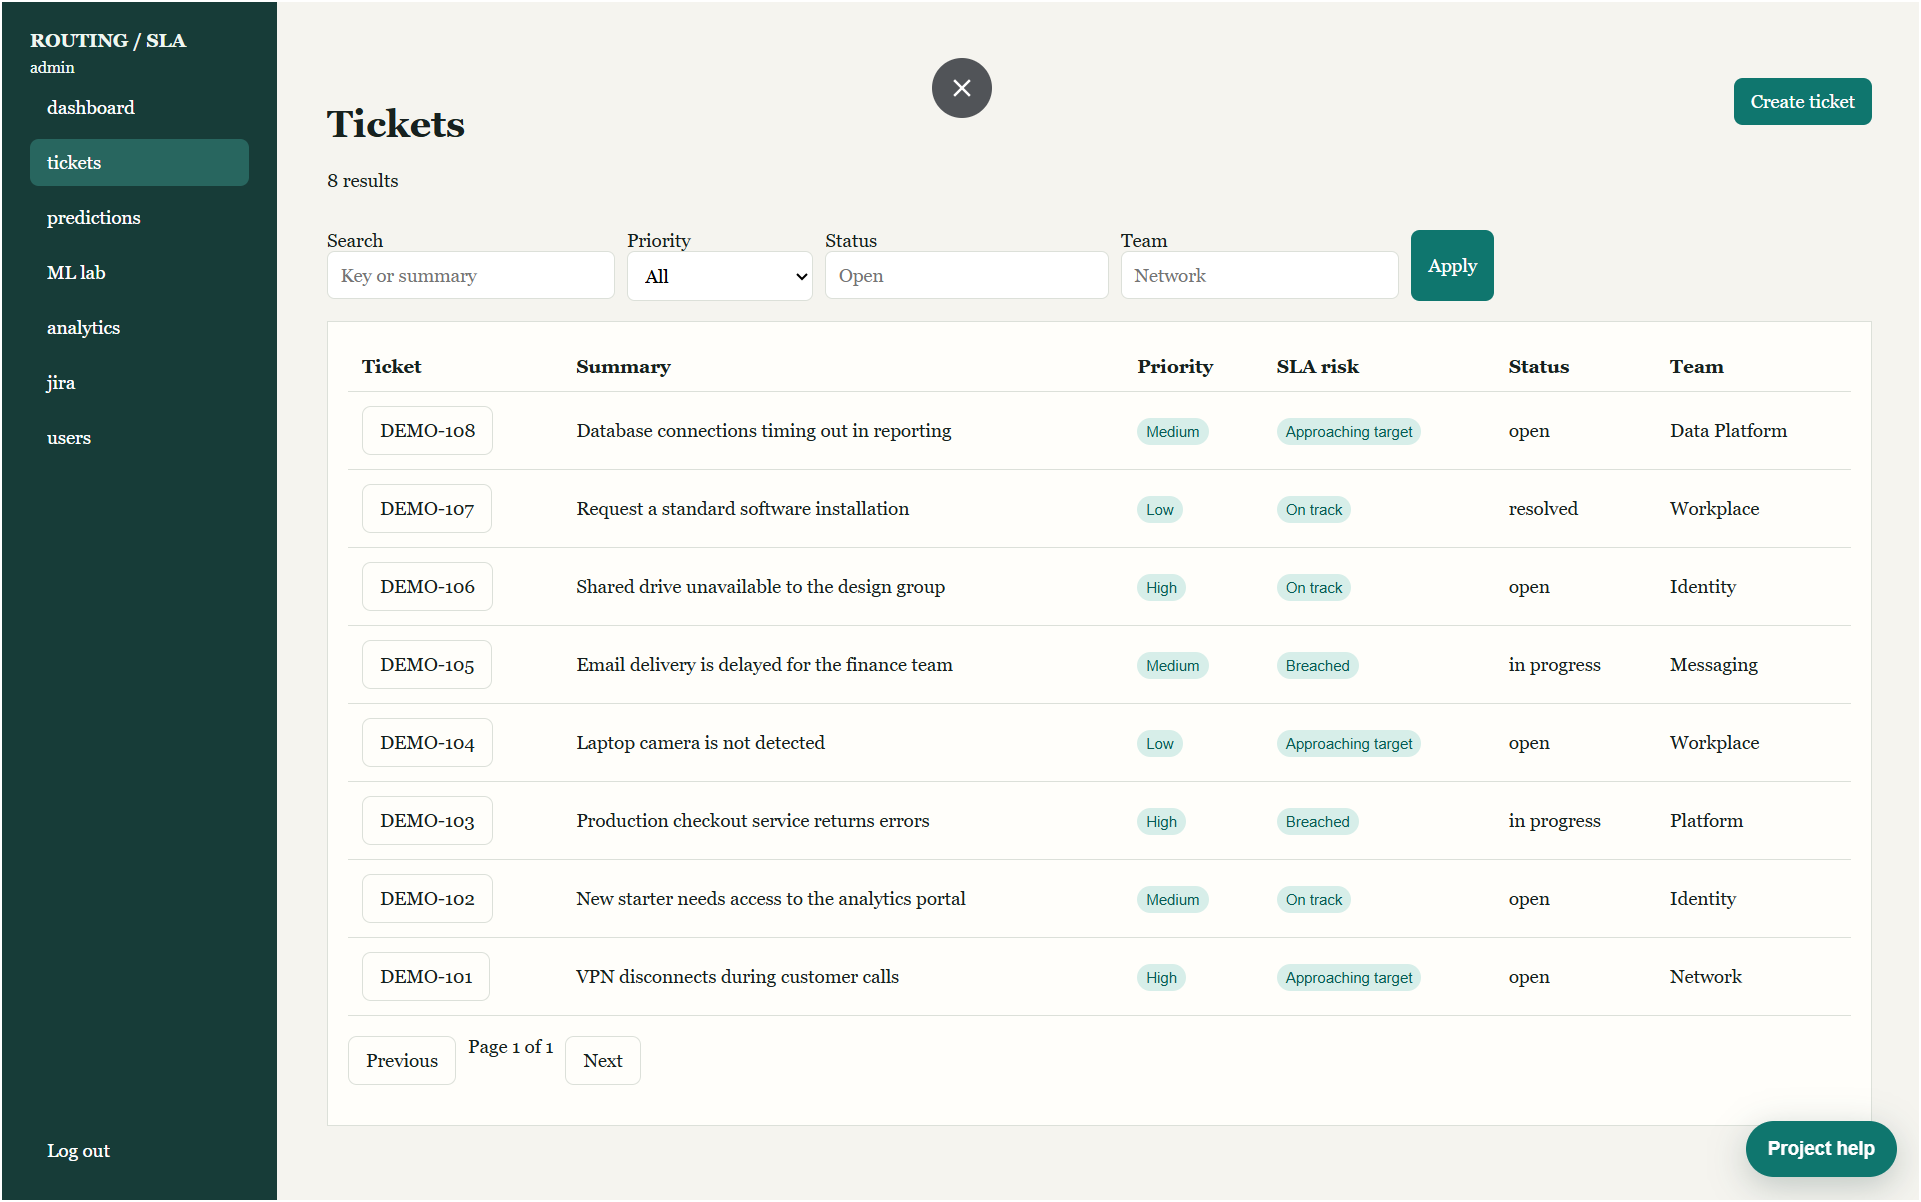 ROUTING / SLA
admin
dashboard
tickets
predictions
ML lab
analytics
jira
users
Log out
Tickets
Create ticket
8 results
Search Priority Status Team
Key or summary All Open Network Apply
Ticket Summary Priority SLA risk Status Team
DEMO-108 Database connections timing out in reporting Medium Approaching target open Data Platform
DEMO-107 Request a standard software installation Low On track resolved Workplace
DEMO-106 Shared drive unavailable to the design group High On track open Identity
DEMO-105 Email delivery is delayed for the finance team Medium Breached in progress Messaging
DEMO-104 Laptop camera is not detected Low Approaching target open Workplace
DEMO-103 Production checkout service returns errors High Breached in progress Platform
DEMO-102 New starter needs access to the analytics portal Medium On track open Identity
DEMO-101 VPN disconnects during customer calls High Approaching target open Network
Previous Page 1 of 1 Next
Project help